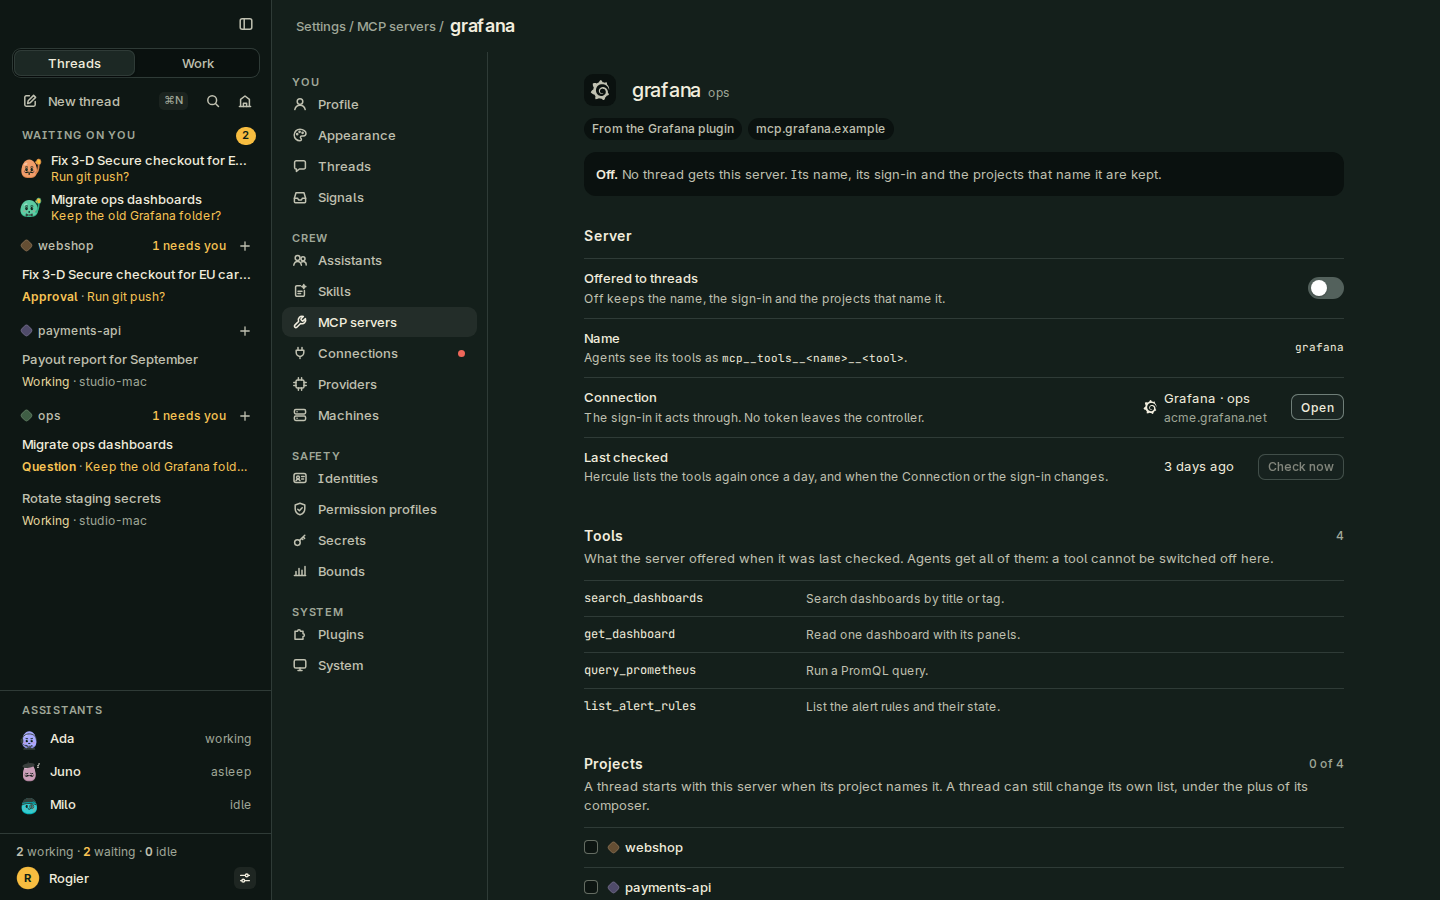 Threads
Work
New thread
⌘N
WAITING ON YOU
2
Fix 3-D Secure checkout for E...
Run git push?
Migrate ops dashboards
Keep the old Grafana folder?
webshop
1 needs you
Fix 3-D Secure checkout for EU car...
Approval · Run git push?
payments-api
Payout report for September
Working · studio-mac
ops
1 needs you
Migrate ops dashboards
Question · Keep the old Grafana fold...
Rotate staging secrets
Working · studio-mac
ASSISTANTS
Ada
working
Juno
asleep
Milo
idle
2 working · 2 waiting · 0 idle
R
Rogier
Settings / MCP servers / grafana
YOU
Profile
Appearance
Threads
Signals
CREW
Assistants
Skills
MCP servers
Connections
Providers
Machines
SAFETY
Identities
Permission profiles
Secrets
Bounds
SYSTEM
Plugins
System
grafana ops
From the Grafana plugin
mcp.grafana.example
Off. No thread gets this server. Its name, its sign-in and the projects that name it are kept.
Server
Offered to threads
Off keeps the name, the sign-in and the projects that name it.
Name
Agents see its tools as mcp__tools__<name>__<tool>.
grafana
Connection
The sign-in it acts through. No token leaves the controller.
Grafana · ops
acme.grafana.net
Open
Last checked
Hercule lists the tools again once a day, and when the Connection or the sign-in changes.
3 days ago
Check now
Tools
4
What the server offered when it was last checked. Agents get all of them: a tool cannot be switched off here.
search_dashboards
Search dashboards by title or tag.
get_dashboard
Read one dashboard with its panels.
query_prometheus
Run a PromQL query.
list_alert_rules
List the alert rules and their state.
Projects
0 of 4
A thread starts with this server when its project names it. A thread can still change its own list, under the plus of its
composer.
webshop
payments-api